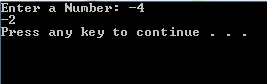 Enter a Number: -4
-2
Press any key to continue . . .